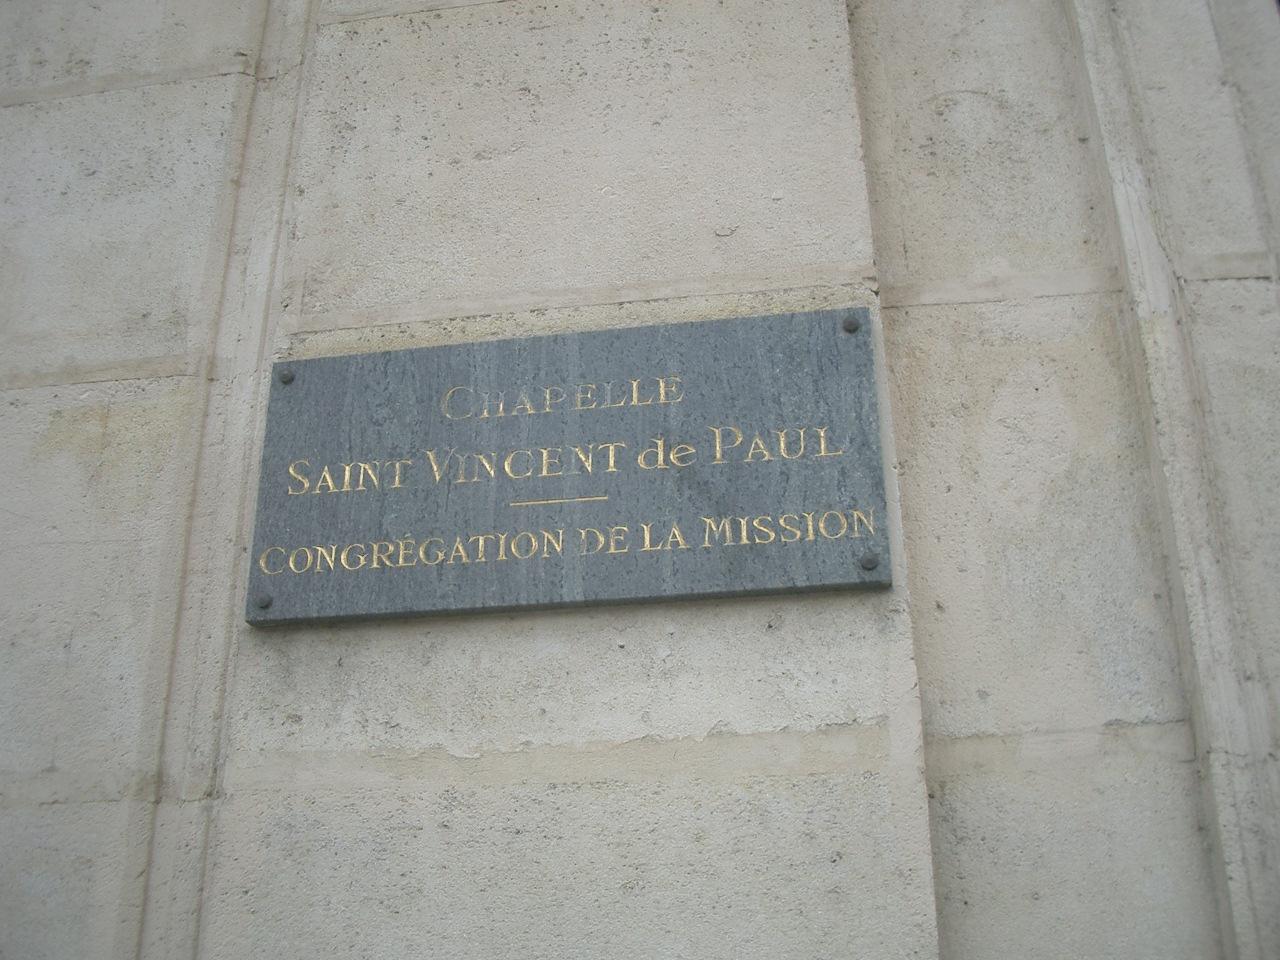 CHAPELLE
SAINT VINCENT de PAUL
CONGRÉGATION DE LA MISSION